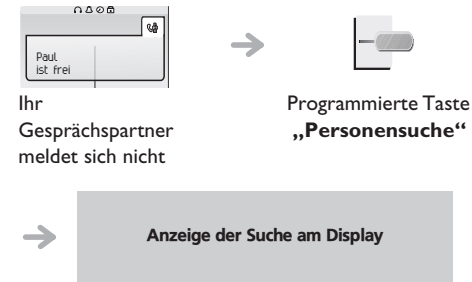 Paul
ist frei
Ihr
Gesprächspartner
meldet sich nicht
Programmierte Taste
„Personensuche“
Anzeige der Suche am Display